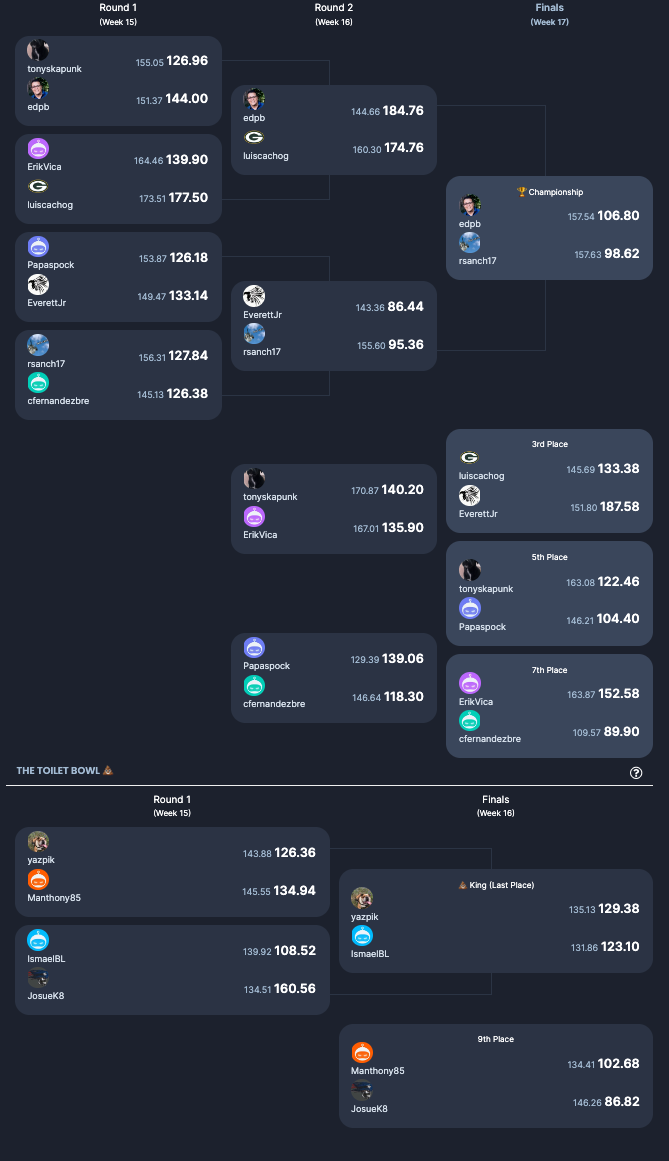 Round 1 Round 2 Finals
(Week 15) (Week 16) (Week 17)
155.05 126.96
tonyskapunk
151.37 144.00
edpb
164.46 139.90
ErikVica
G
173.51 177.50
luiscachog
153.87 126.18
Papaspock
149.47 133.14
EverettJr
156.31 127.84
rsanch17
145.13 126.38
cfernandezbre
144.66 184.76
edpb
G
160.30 174.76
luiscachog
143.36 86.44
EverettJr
155.60 95.36
rsanch17
170.87 140.20
tonyskapunk
167.01 135.90
ErikVica
129.39 139.06
Papaspock
146.64 118.30
cfernandezbre
Championship
157.54 106.80
edpb
157.63 98.62
rsanch17
3rd Place
G
145.69 133.38
luiscachog
151.80 187.58
EverettJr
5th Place
163.08 122.46
tonyskapunk
146.21 104.40
Papaspock
7th Place
163.87 152.58
ErikVica
109.57 89.90
cfernandezbre
THE TOILET BOWL 💩 ?
Round 1 Finals
(Week 15) (Week 16)
143.88 126.36
yazpik
145.55 134.94
Manthony85
139.92 108.52
IsmaelBL
134.51 160.56
JosueK8
💩 King (Last Place)
135.13 129.38
yazpik
131.86 123.10
IsmaelBL
9th Place
134.41 102.68
Manthony85
146.26 86.82
JosueK8